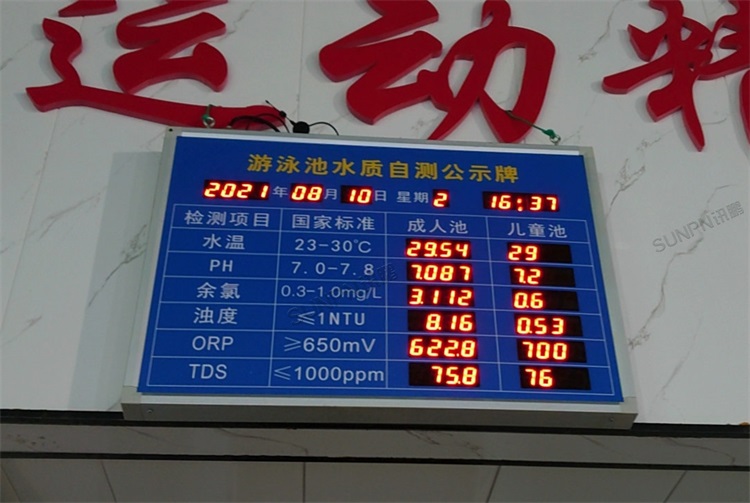 运动精
SUNPN讯鹏
游泳池水质自测公示牌
2021年08月10日 星期2 16:37
检测项目 国家标准 成人池 儿童池
水温 23-30℃ 29.54 29
PH 7.0-7.8 7.087 7.2
余氯 0.3-1.0mg/L 3.112 0.6
浊度 ≤1NTU 8.16 0.53
ORP ≥650mV 622.8 700
TDS ≤1000ppm 75.8 76